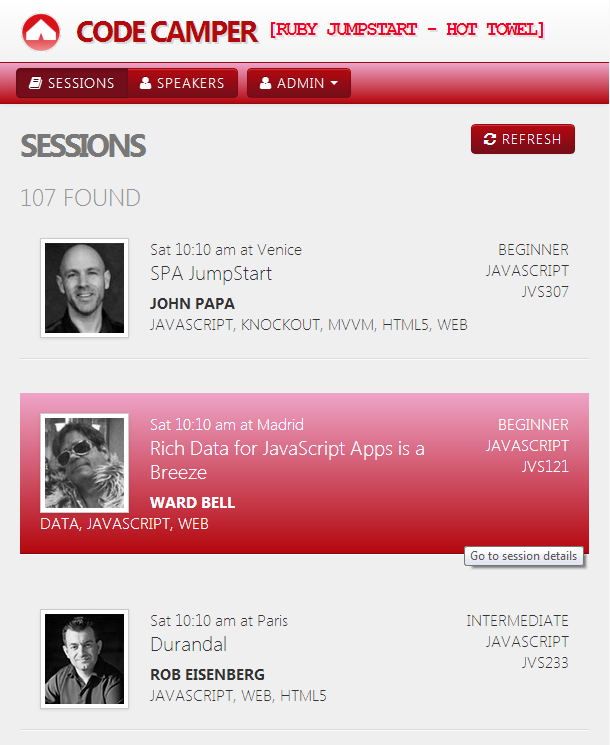 CODE CAMPER [RUBY JUMPSTART - HOT TOWEL]
SESSIONS SPEAKERS ADMIN
SESSIONS
REFRESH
107 FOUND
Sat 10:10 am at Venice
SPA JumpStart
JOHN PAPA
JAVASCRIPT, KNOCKOUT, MVVM, HTML5, WEB
BEGINNER
JAVASCRIPT
JVS307
Sat 10:10 am at Madrid
Rich Data for JavaScript Apps is a
Breeze
WARD BELL
DATA, JAVASCRIPT, WEB
BEGINNER
JAVASCRIPT
JVS121
Go to session details
Sat 10:10 am at Paris
Durandal
ROB EISENBERG
JAVASCRIPT, WEB, HTML5
INTERMEDIATE
JAVASCRIPT
JVS233